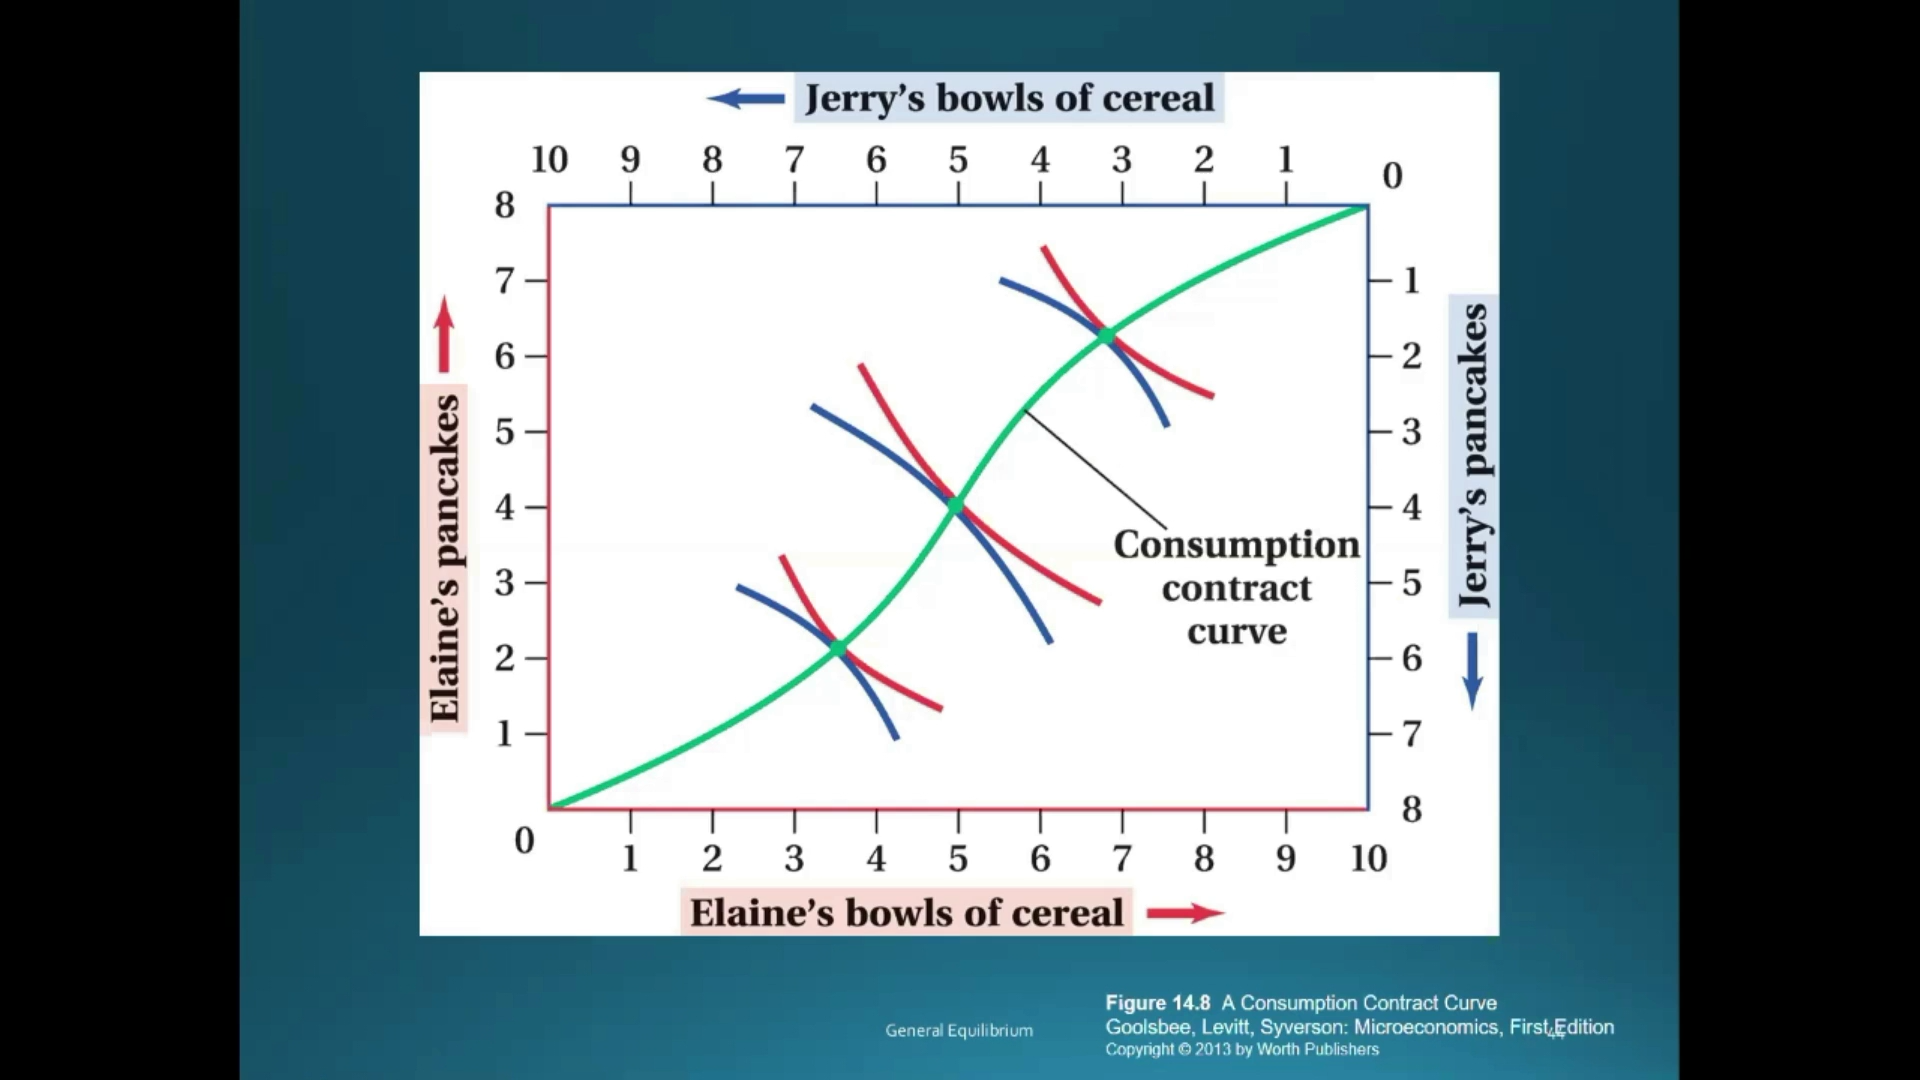 Jerry's bowls of cereal
10 9 8 7 6 5 4 3 2 1 0
8
7 1
6 2
5 3
4 4
3 5
2 6
1 7
8
Elaine's pancakes
Jerry's pancakes
Consumption
contract
curve
0
1 2 3 4 5 6 7 8 9 10
Elaine's bowls of cereal
Figure 14.8 A Consumption Contract Curve
General Equilibrium
Goolsbee, Levitt, Syverson: Microeconomics, First Edition
44
Copyright © 2013 by Worth Publishers